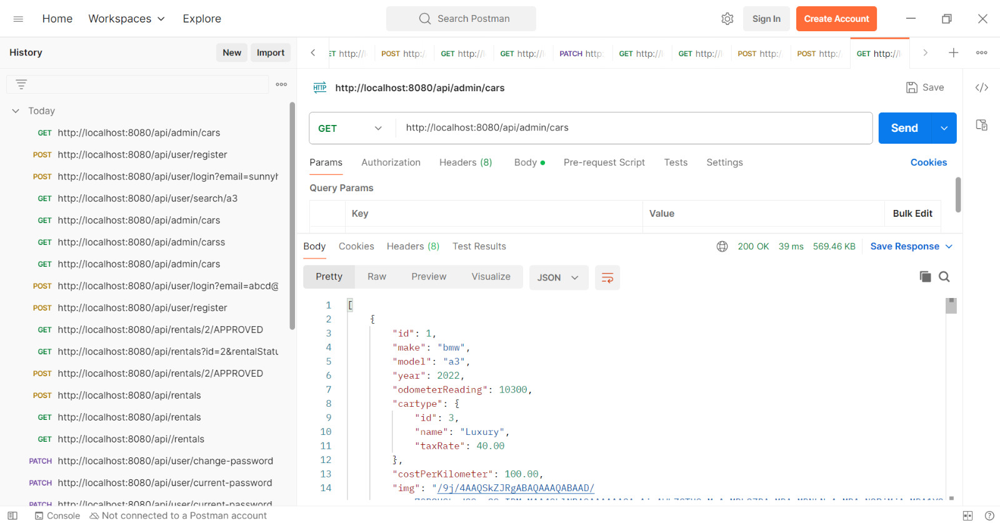 Home Workspaces Explore Search Postman Sign In Create Account
History New Import
ET http:// POST http:/ GET http://l GET http://l PATCH http: GET http://l GET http://l POST http:/ POST http:/ GET http://l
Today
GET http://localhost:8080/api/admin/cars
POST http://localhost:8080/api/user/register
POST http://localhost:8080/api/user/login?email=sunnyh
GET http://localhost:8080/api/user/search/a3
GET http://localhost:8080/api/admin/cars
GET http://localhost:8080/api/admin/carss
GET http://localhost:8080/api/admin/cars
POST http://localhost:8080/api/user/login?email=abcd@
POST http://localhost:8080/api/user/register
GET http://localhost:8080/api/rentals/2/APPROVED
GET http://localhost:8080/api/rentals?id=2&rentalStatu
POST http://localhost:8080/api/rentals/2/APPROVED
POST http://localhost:8080/api/rentals
GET http://localhost:8080/api/rentals
GET http://localhost:8080/api//rentals
PATCH http://localhost:8080/api/user/change-password
PATCH http://localhost:8080/api/user/current-password
PATCH http://localhost:8080/api/user/current-password
HTTP http://localhost:8080/api/admin/cars Save
GET http://localhost:8080/api/admin/cars Send
Params Authorization Headers (8) Body Pre-request Script Tests Settings Cookies
Query Params
Key Value Bulk Edit
Body Cookies Headers (8) Test Results 200 OK 39 ms 569.46 KB Save Response
Pretty Raw Preview Visualize JSON
1 [
2 {
3 "id": 1,
4 "make": "bmw",
5 "model": "a3",
6 "year": 2022,
7 "odometerReading": 10300,
8 "cartype": {
9 "id": 3,
10 "name": "Luxury",
11 "taxRate": 40.00
12 },
13 "costPerKilometer": 100.00,
14 "img": "/9j/4AAQSkZJRgABAQAAAQABAAD/
Console Not connected to a Postman account